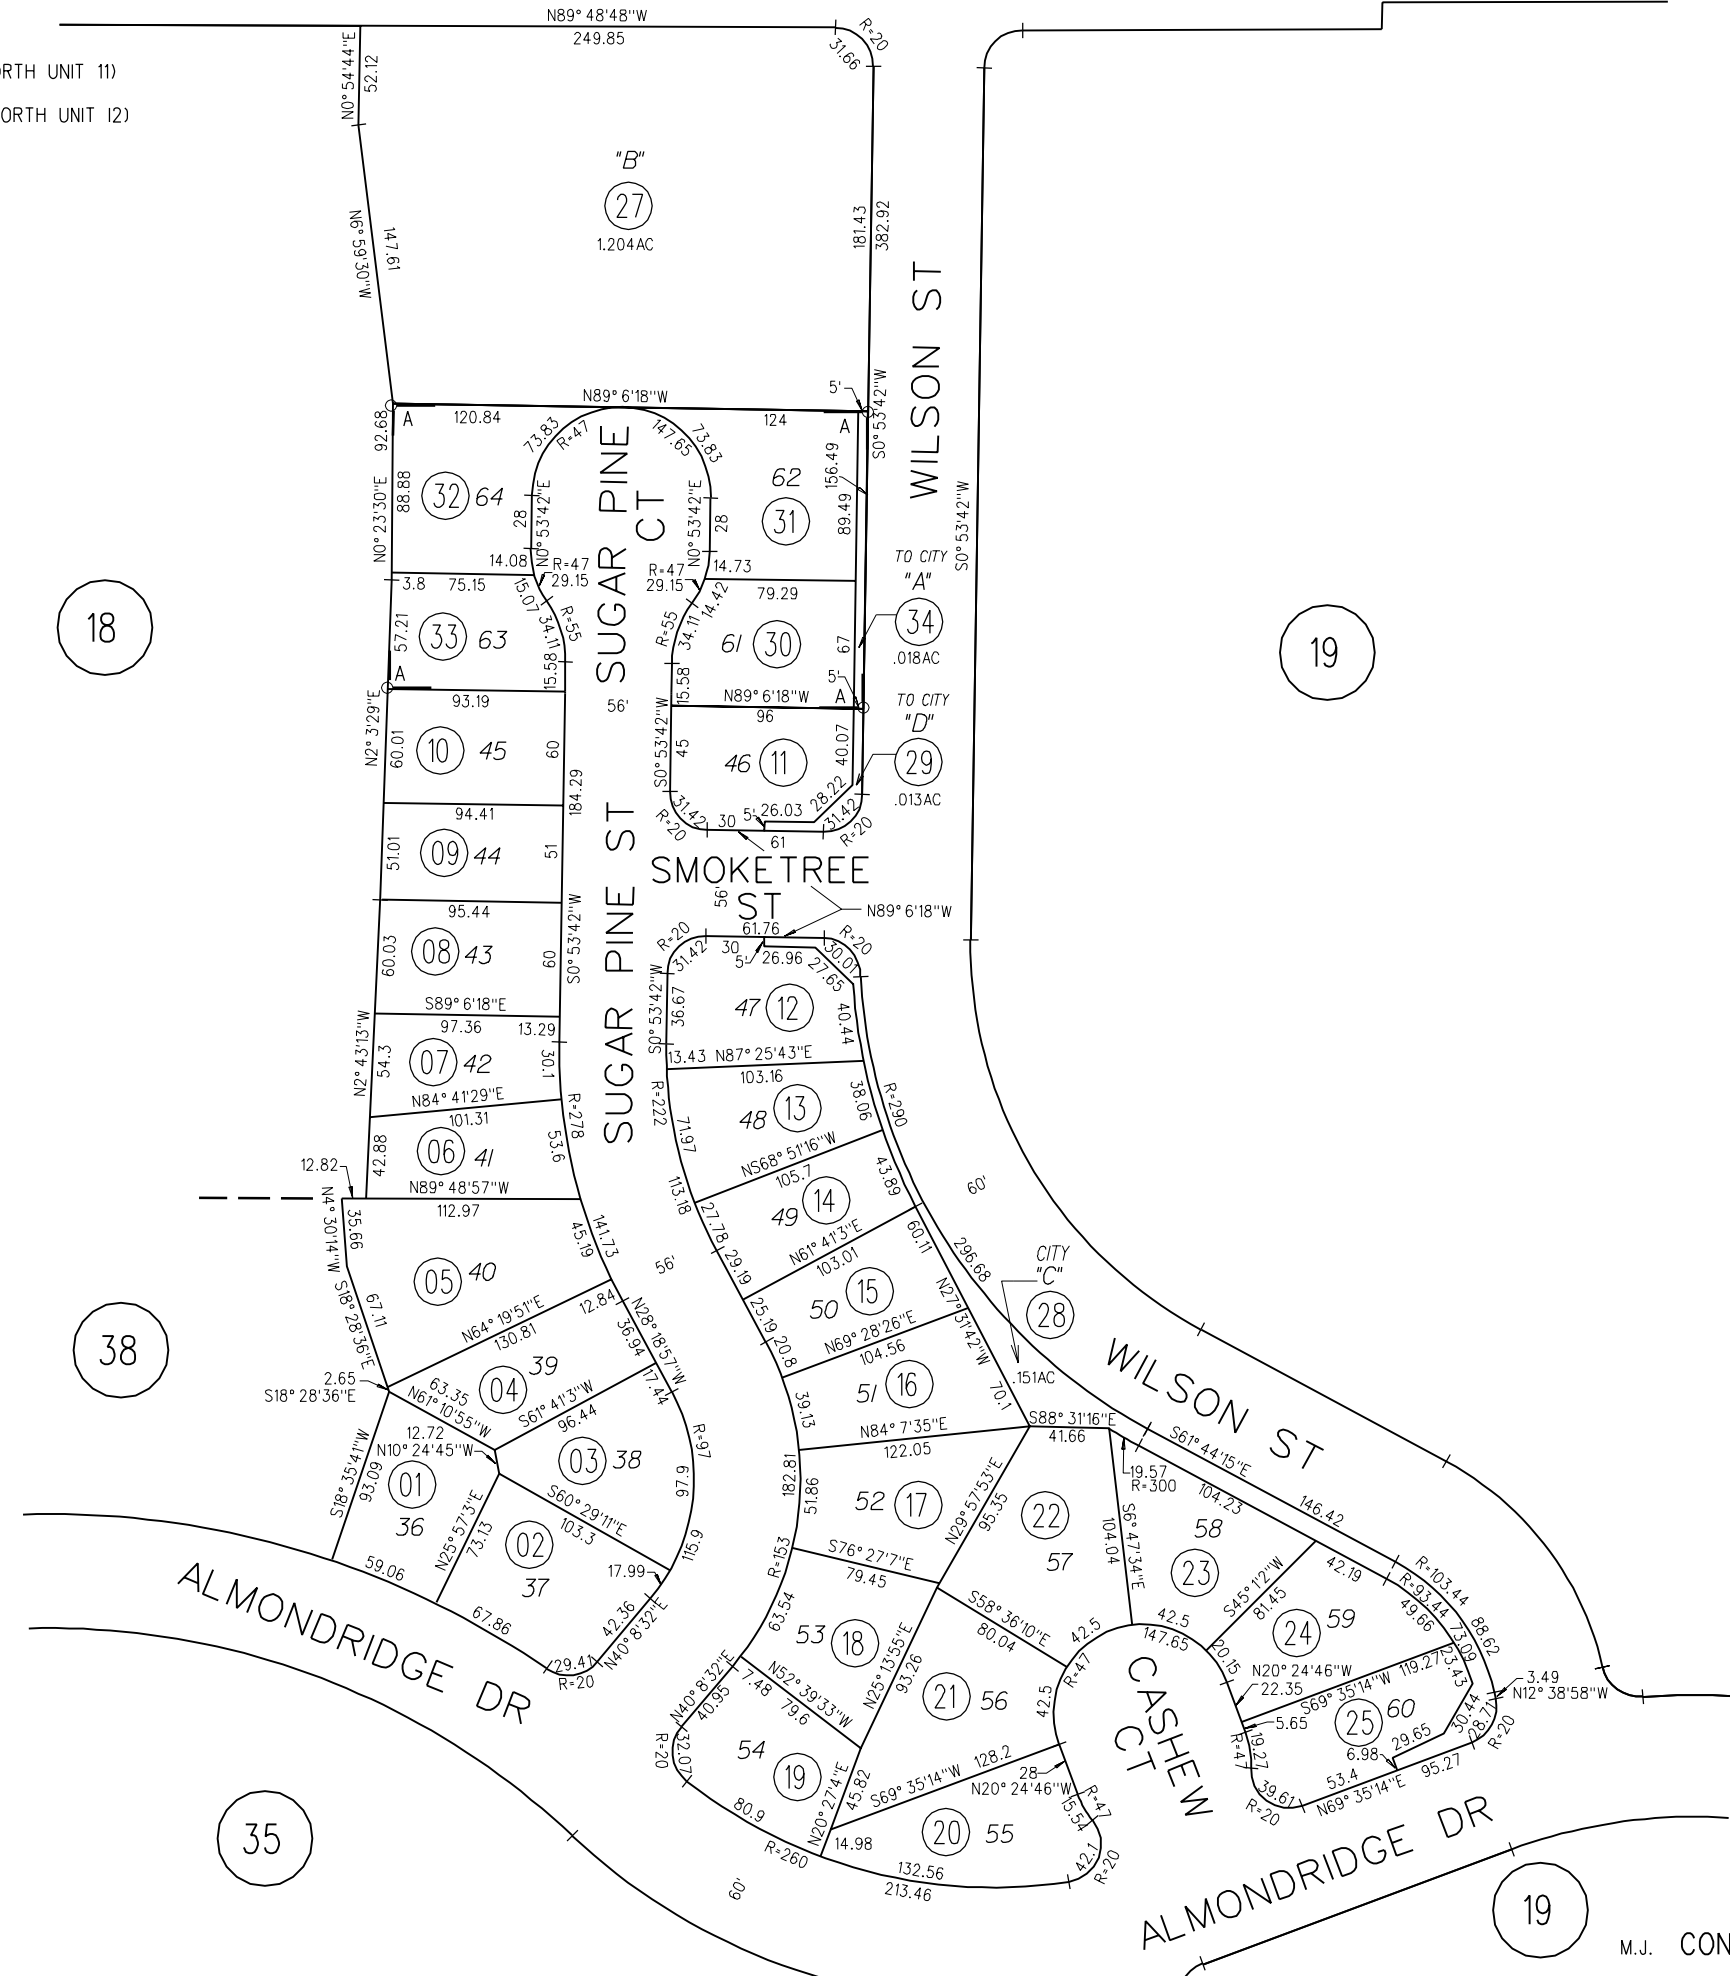 N89° 48'48"W
249.85
R=20
31.66
RTH UNIT 11)
ORTH UNIT 12)
N0° 54'44"E
52.12
"B"
27
1.204AC
N6° 59'30"W
147.61
181.43
382.92
WILSON ST
S0° 53'42"W
S0° 53'42"W
N89° 6'18"W
5'
92.68
A
120.84
73.83
R=47
147.65
73.83
124
A
156.49
N0° 23'30"E
88.88
32
64
28
N0° 53'42"E
SUGAR PINE
CT
N0° 53'42"E
28
62
31
89.49
14.08
R=47
29.15
R=47
29.15
14.73
TO CITY
"A"
34
.018AC
3.8
75.15
15.07
14.42
79.29
57.21
33
63
34.11
R=55
15.58
R=55
34.11
15.58
61
30
67
18
19
A
93.19
56'
N89° 6'18"W
96
5'
A
TO CITY
"D"
29
.013AC
N2° 3'29"E
60.01
10
45
60
184.29
S0° 53'42"W
45
46
11
40.07
28.22
31.42
R=20
30
5'
26.03
61
31.42
R=20
94.41
51.01
09
44
51
SUGAR PINE ST
SMOKETREE
ST
56'
N89° 6'18"W
95.44
60.03
08
43
60
S0° 53'42"W
R=20
31.42
61.76
30
5'
26.96
R=20
30.01
27.65
S0° 53'42"W
36.67
47
12
40.44
S89° 6'18"E
97.36
13.29
N2° 43'13"W
54.3
07
42
30.1
13.43
N87° 25'43"E
103.16
N84° 41'29"E
101.31
R=278
R=222
71.97
48
13
38.06
R=290
42.88
06
41
53.6
12.82
N89° 48'57"W
112.97
NS68° 51'16"W
105.7
113.18
27.78
49
14
43.89
60'
N4° 30'14"W
35.66
05
40
45.19
141.73
56'
29.19
N61° 41'3"E
103.01
60.11
296.68
CITY
"C"
28
.151AC
S18° 28'36"E
67.11
N64° 19'51"E
130.81
12.84
N28° 18'57"W
36.94
25.19
50
15
N27° 31'42"W
38
39
04
20.8
N69° 28'26"E
104.56
WILSON ST
2.65
S18° 28'36"E
63.35
N61° 10'55"W
S61° 41'3"W
96.44
17.44
39.13
51
16
70.1
12.72
N10° 24'45"W
R=97
N84° 7'35"E
122.05
S88° 31'16"E
41.66
S61° 44'15"E
S18° 35'41"W
93.09
01
36
03
38
97.6
182.81
51.86
52
17
N29° 57'53"E
95.35
19.57
R=300
104.23
146.42
S60° 29'11"E
103.3
N25° 57'3"E
73.13
02
37
17.99
115.9
22
57
S6° 47'34"E
104.04
58
23
59.06
R=153
S76° 27'7"E
79.45
S45° 1'2"W
81.45
42.19
R=103.44
R=93.44
49.66
88.62
73.09
ALMONDRIDGE DR
67.86
42.36
N40° 8'32"E
29.41
R=20
63.54
53
18
S58° 36'10"E
80.04
42.5
42.5
147.65
24
59
23.43
N40° 8'32"E
40.95
7.48
N52° 39'33"W
79.6
N25° 13'55"E
93.26
21
56
42.5
R=47
CASHEW
CT
20.15
N20° 24'46"W
22.35
S69° 35'14"W
119.27
3.49
N12° 38'58"W
R=20
32.07
54
19
5.65
R=47
19.27
25
60
30.44
28.71
R=20
29.65
6.98
35
80.9
R=260
N20° 27'4"E
45.82
S69° 35'14"W
128.2
28
N20° 24'46"W
R=47
15.54
39.61
R=20
53.4
N69° 35'14"E
95.27
14.98
20
55
42.1
R=20
132.56
213.46
60'
ALMONDRIDGE DR
19
M.J. CON